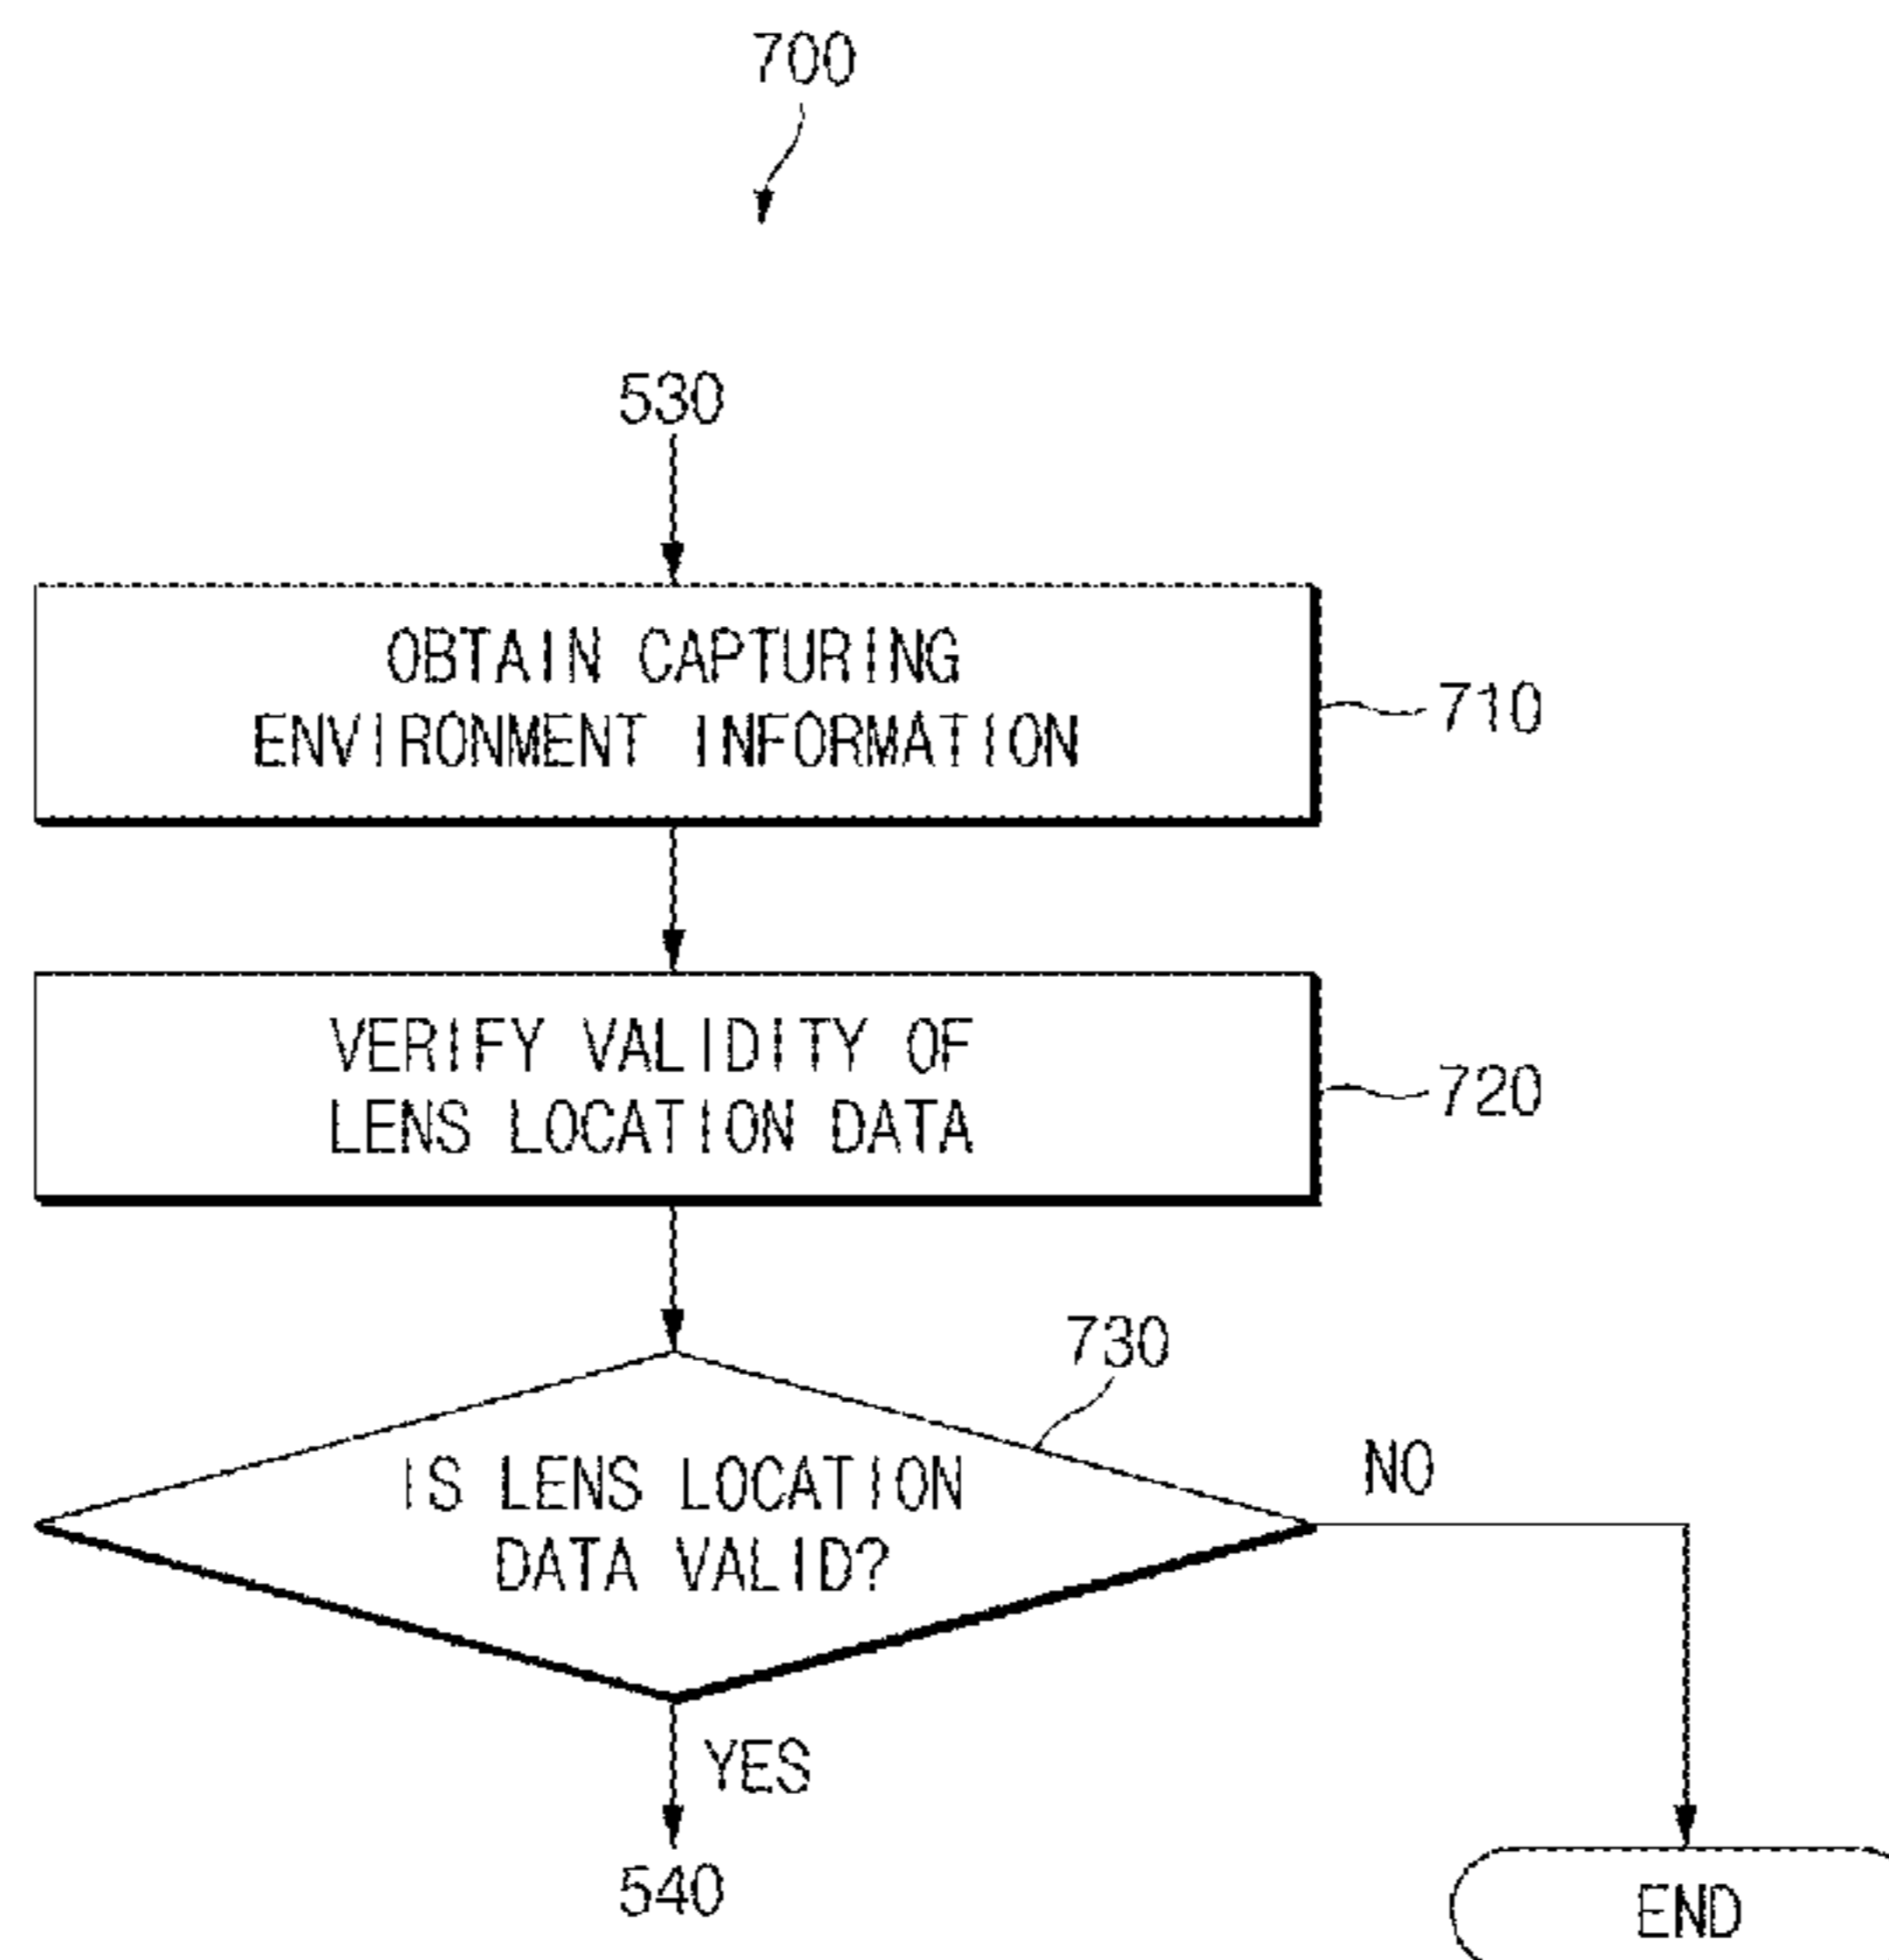 700
530
OBTAIN CAPTURING
ENVIRONMENT INFORMATION
710
VERIFY VALIDITY OF
LENS LOCATION DATA
720
730
IS LENS LOCATION
DATA VALID?
NO
YES
540
END